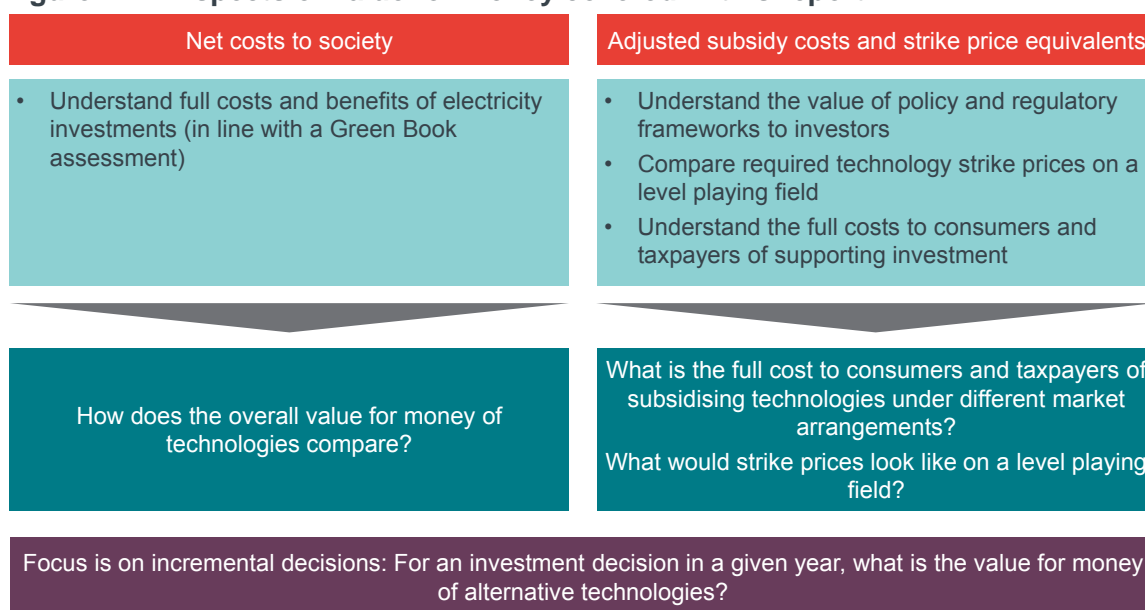 Net costs to society
• Understand full costs and benefits of electricity
investments (in line with a Green Book
assessment)
How does the overall value for money of
technologies compare?
Adjusted subsidy costs and strike price equivalents
• Understand the value of policy and regulatory
frameworks to investors
• Compare required technology strike prices on a
level playing field
• Understand the full costs to consumers and
taxpayers of supporting investment
What is the full cost to consumers and taxpayers of
subsidising technologies under different market
arrangements?
What would strike prices look like on a level playing
field?
Focus is on incremental decisions: For an investment decision in a given year, what is the value for money
of alternative technologies?